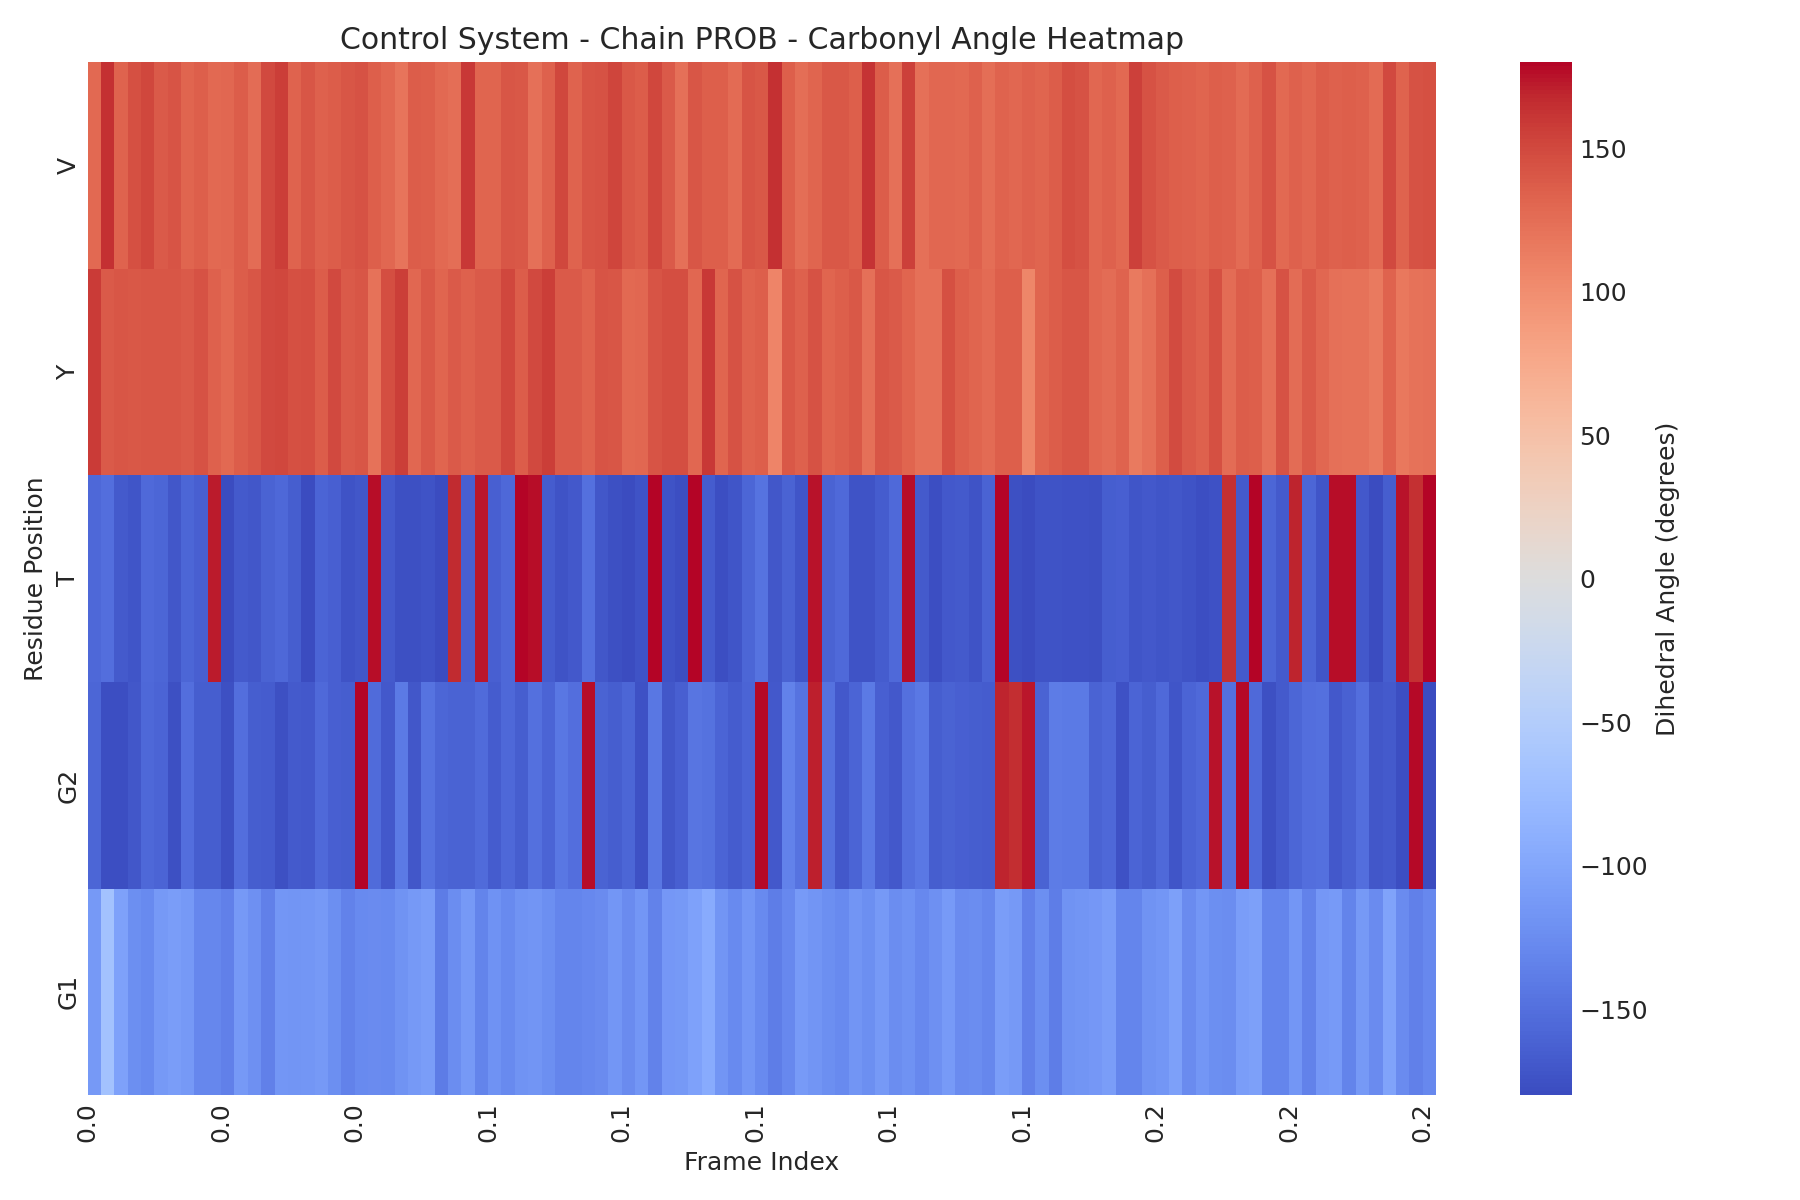 Control System - Chain PROB - Carbonyl Angle Heatmap
Residue Position
V
Y
T
G2
G1
0.0
0.0
0.0
0.1
0.1
0.1
0.1
0.1
0.2
0.2
0.2
Frame Index
150
100
50
0
−50
−100
−150
Dihedral Angle (degrees)